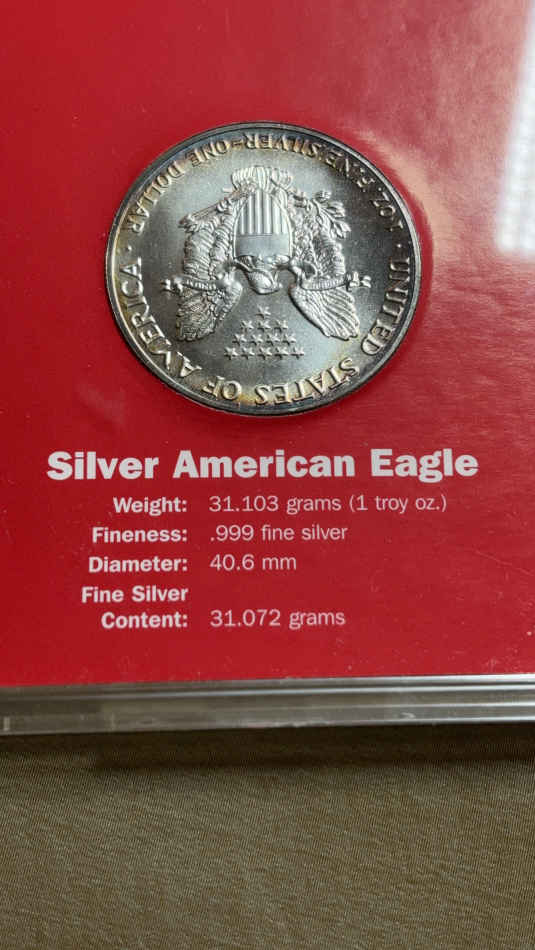 UNITED STATES OF AMERICA
1 OZ. FINE SILVER~ONE DOLLAR
Silver American Eagle
Weight: 31.103 grams (1 troy oz.)
Fineness: .999 fine silver
Diameter: 40.6 mm
Fine Silver
Content: 31.072 grams